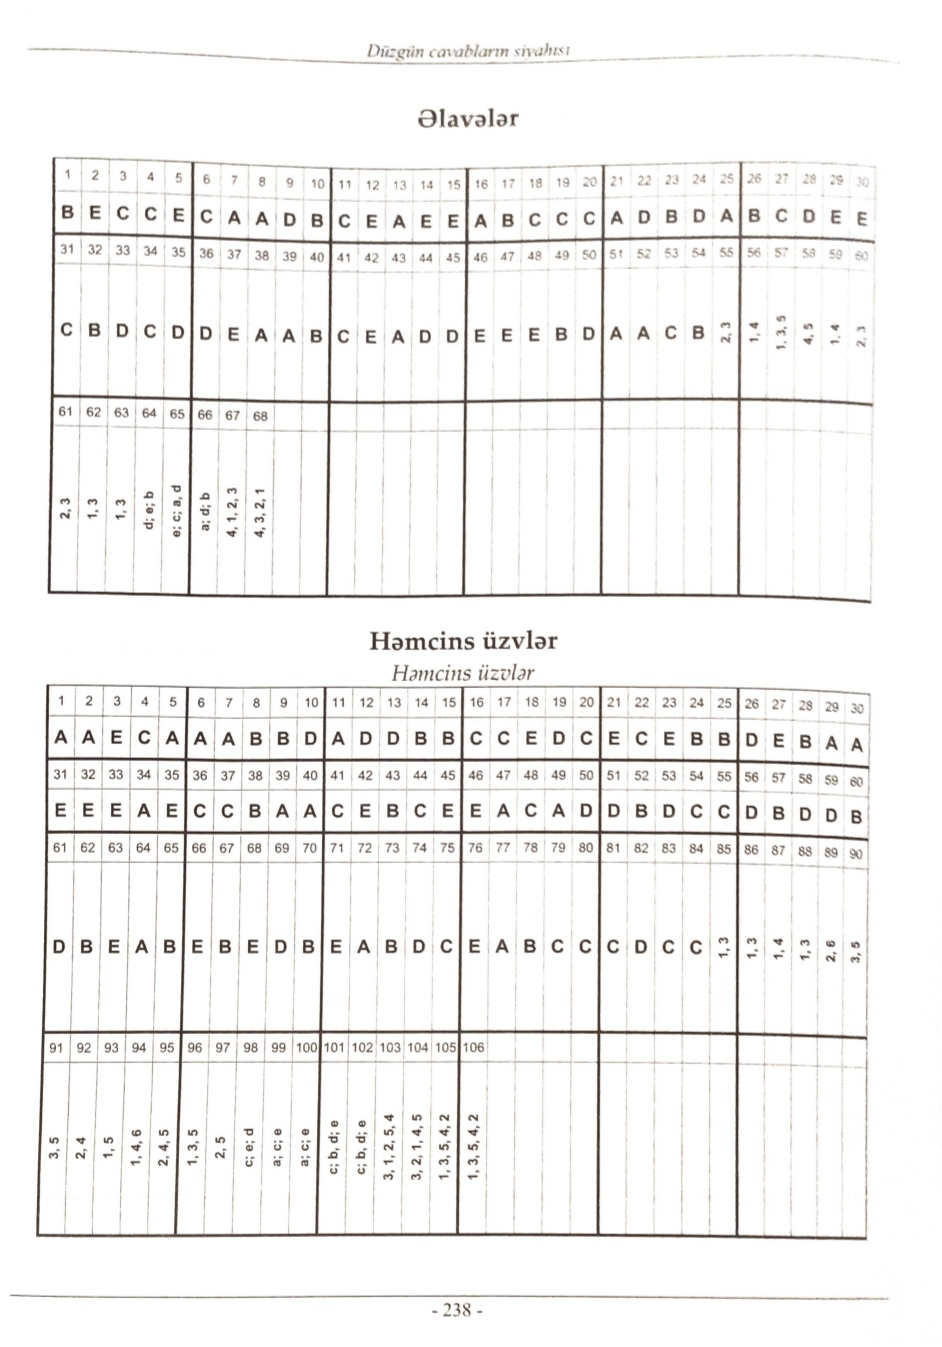 Düzgün cavabların siyahısı
Əlavələr
1 2 3 4 5 6 7 8 9 10 11 12 13 14 15 16 17 18 19 20 21 22 23 24 25 26 27 28 29 30
B E C C E C A A D B C E A E E A B C C C A D B D A B C D E E
31 32 33 34 35 36 37 38 39 40 41 42 43 44 45 46 47 48 49 50 51 52 53 54 55 56 57 58 59 60
C B D C D D E A A B C E A D D E E E B D A A C B 2, 3 1, 4 1, 3, 5 4, 5 1, 4 2, 3
61 62 63 64 65 66 67 68
2, 3 1, 3 1, 3 d; e; b e; c; a, d a; d; b 4, 1, 2, 3 4, 3, 2, 1
Həmcins üzvlər
Həmcins üzvlər
1 2 3 4 5 6 7 8 9 10 11 12 13 14 15 16 17 18 19 20 21 22 23 24 25 26 27 28 29 30
A A E C A A A B B D A D D B B C C E D C E C E B B D E B A A
31 32 33 34 35 36 37 38 39 40 41 42 43 44 45 46 47 48 49 50 51 52 53 54 55 56 57 58 59 60
E E E A E C C B A A C E B C E E A C A D D B D C C D B D D B
61 62 63 64 65 66 67 68 69 70 71 72 73 74 75 76 77 78 79 80 81 82 83 84 85 86 87 88 89 90
D B E A B E B E D B E A B D C E A B C C C D C C 1, 3 1, 3 1, 4 1, 3 2, 6 3, 5
91 92 93 94 95 96 97 98 99 100 101 102 103 104 105 106
3, 5 2, 4 1, 5 1, 4, 6 2, 4, 5 1, 3, 5 2, 5 c; e; d a; c; e a; c; e c; b, d; e c; b, d; e 3, 1, 2, 5, 4 3, 2, 1, 4, 5 1, 3, 5, 4, 2 1, 3, 5, 4, 2
- 238 -